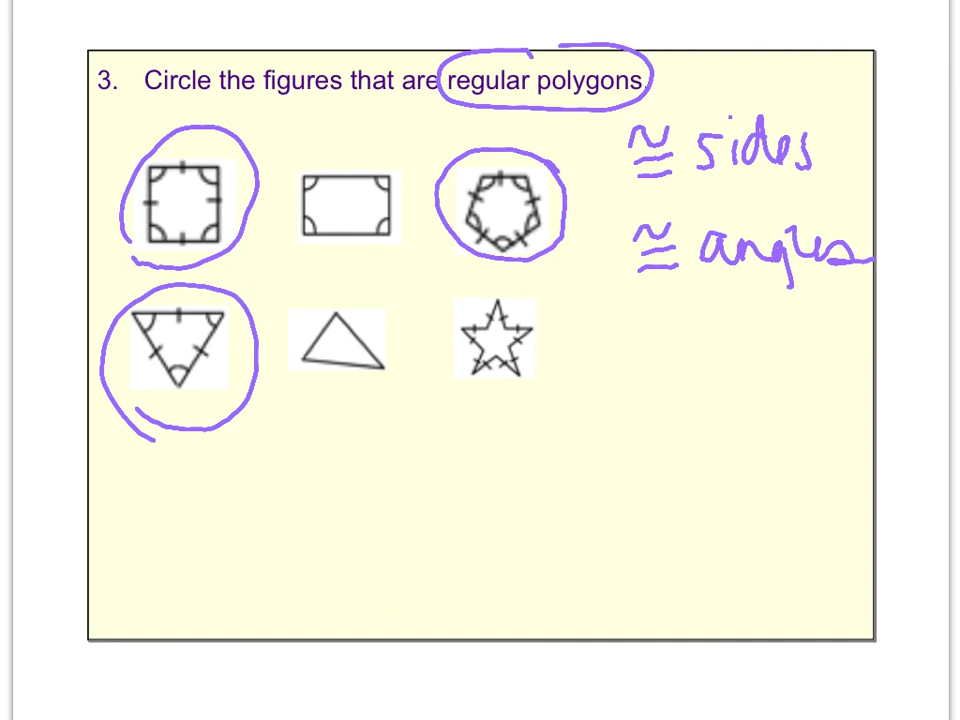 3. Circle the figures that are regular polygons.
≅ sides
≅ angles